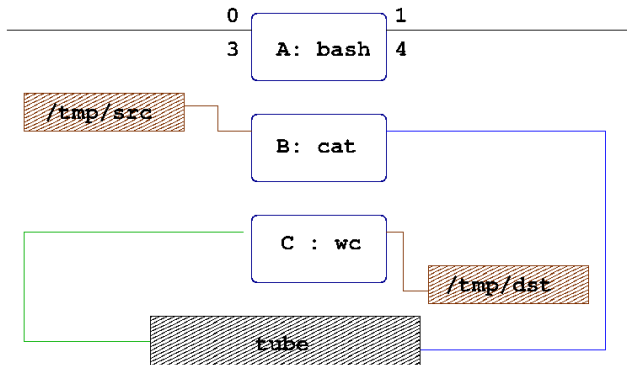 0 1
3 A: bash 4
/tmp/src
B: cat
C : wc
/tmp/dst
tube